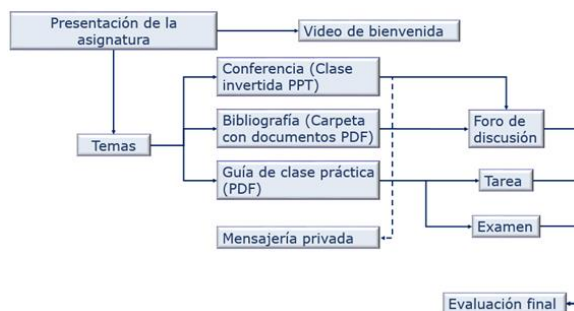 Presentación de la
asignatura
Video de bienvenida
Conferencia (Clase
invertida PPT)
Temas
Bibliografía (Carpeta
con documentos PDF)
Foro de
discusión
Guía de clase práctica
(PDF)
Tarea
Mensajería privada
Examen
Evaluación final